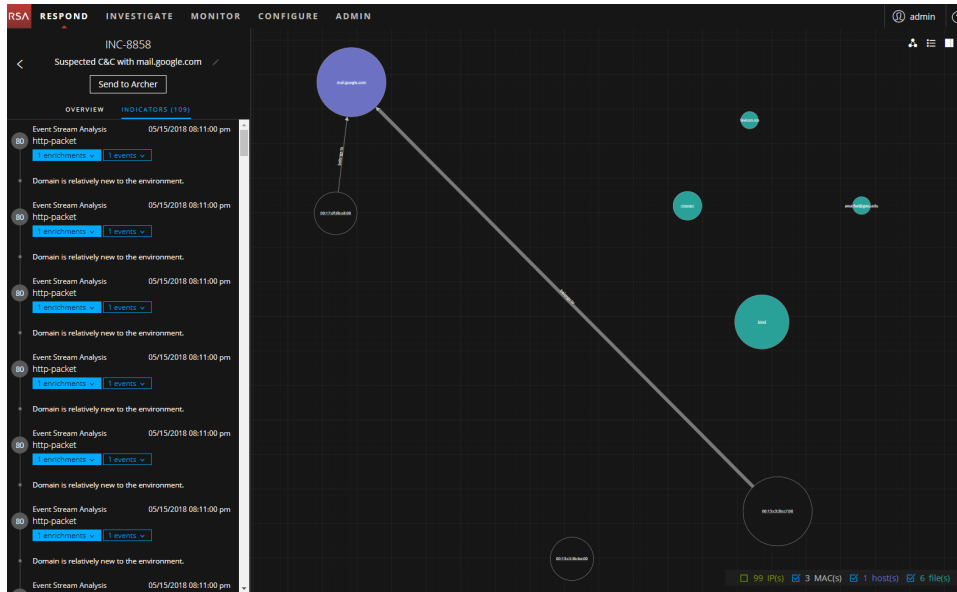 RSA RESPOND INVESTIGATE MONITOR CONFIGURE ADMIN admin
INC-8858
Suspected C&C with mail.google.com
Send to Archer
OVERVIEW INDICATORS (109)
Event Stream Analysis 05/15/2018 08:11:00 pm
80 http-packet
1 enrichments 1 events
Domain is relatively new to the environment.
Event Stream Analysis 05/15/2018 08:11:00 pm
80 http-packet
1 enrichments 1 events
Domain is relatively new to the environment.
Event Stream Analysis 05/15/2018 08:11:00 pm
80 http-packet
1 enrichments 1 events
Domain is relatively new to the environment.
Event Stream Analysis 05/15/2018 08:11:00 pm
80 http-packet
1 enrichments 1 events
Domain is relatively new to the environment.
Event Stream Analysis 05/15/2018 08:11:00 pm
80 http-packet
1 enrichments 1 events
Domain is relatively new to the environment.
Event Stream Analysis 05/15/2018 08:11:00 pm
80 http-packet
1 enrichments 1 events
Domain is relatively new to the environment.
Event Stream Analysis 05/15/2018 08:11:00 pm
mail.google.com
belongs to
favicon.ico
belongs to
html
99 IP(s) 3 MAC(s) 1 host(s) 6 file(s)